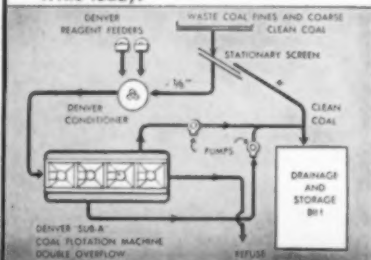 DENVER
REAGENT FEEDERS
WASTE COAL FINES AND COARSE
CLEAN COAL
STATIONARY SCREEN
DENVER
CONDITIONER
CLEAN
COAL
PUMPS
DRAINAGE
AND
STORAGE
DENVER SUB-A
COAL FLOTATION MACHINE
DOUBLE OVERFLOW
REFUSE